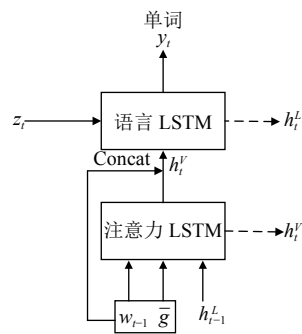 单词
y_t
z_t
语言 LSTM
h_t^L
Concat
h_t^V
注意力 LSTM
h_t^V
w_{t-1} g̅
h_{t-1}^L